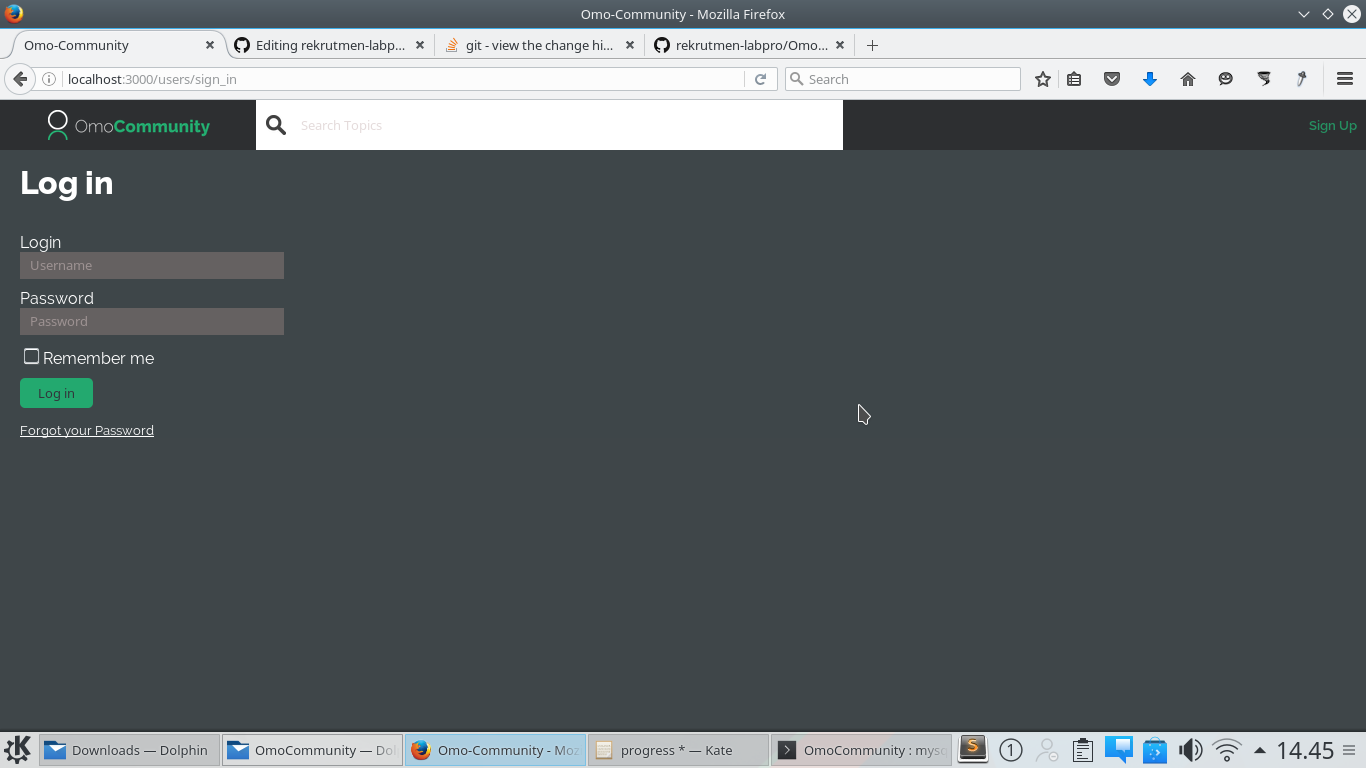 Omo-Community - Mozilla Firefox
Omo-Community
Editing rekrutmen-labp...
git - view the change hi...
rekrutmen-labpro/Omo...
localhost:3000/users/sign_in
Search
OmoCommunity
Search Topics
Sign Up
Log in
Login
Username
Password
Password
Remember me
Log in
Forgot your Password
Downloads — Dolphin
OmoCommunity — Dol
Omo-Community - Moz
progress * — Kate
OmoCommunity : mysq
1
14.45